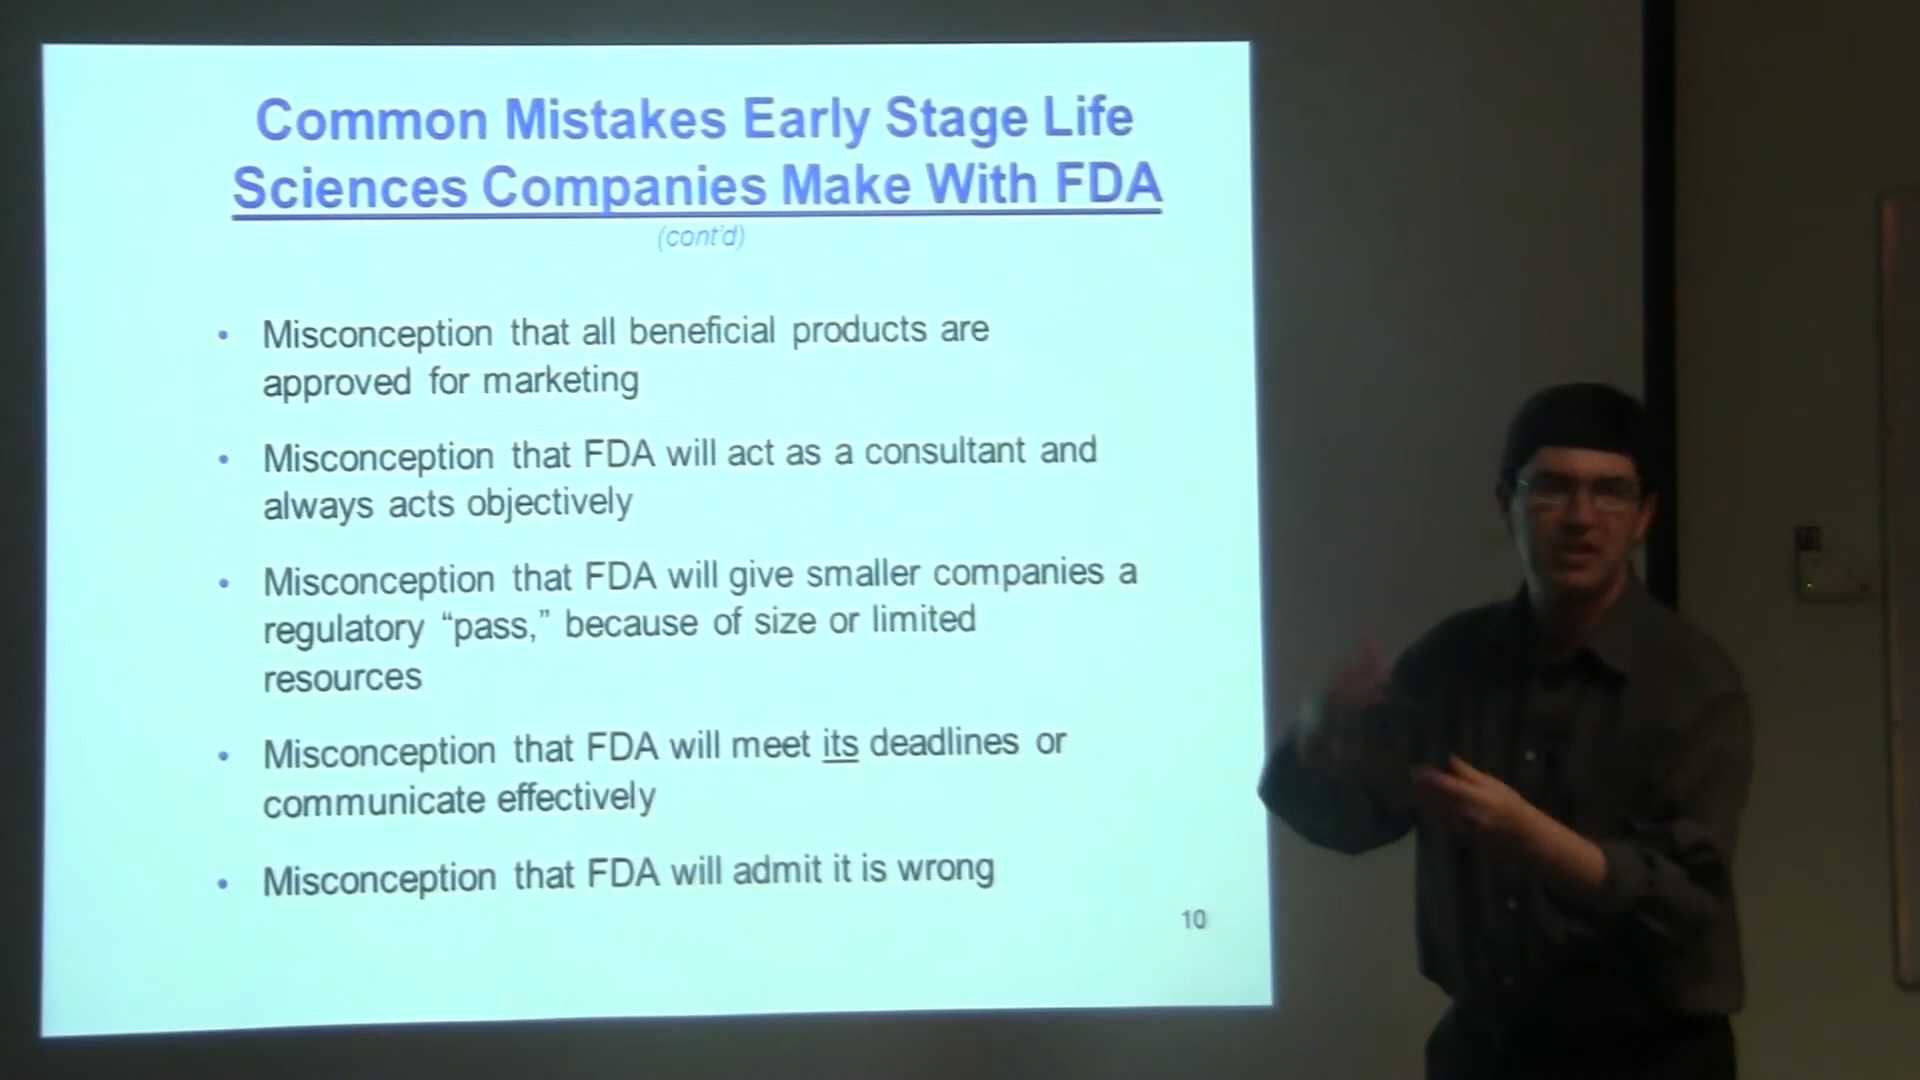 Common Mistakes Early Stage Life
Sciences Companies Make With FDA
(cont'd)
• Misconception that all beneficial products are
approved for marketing
• Misconception that FDA will act as a consultant and
always acts objectively
• Misconception that FDA will give smaller companies a
regulatory “pass,” because of size or limited
resources
• Misconception that FDA will meet its deadlines or
communicate effectively
• Misconception that FDA will admit it is wrong
10